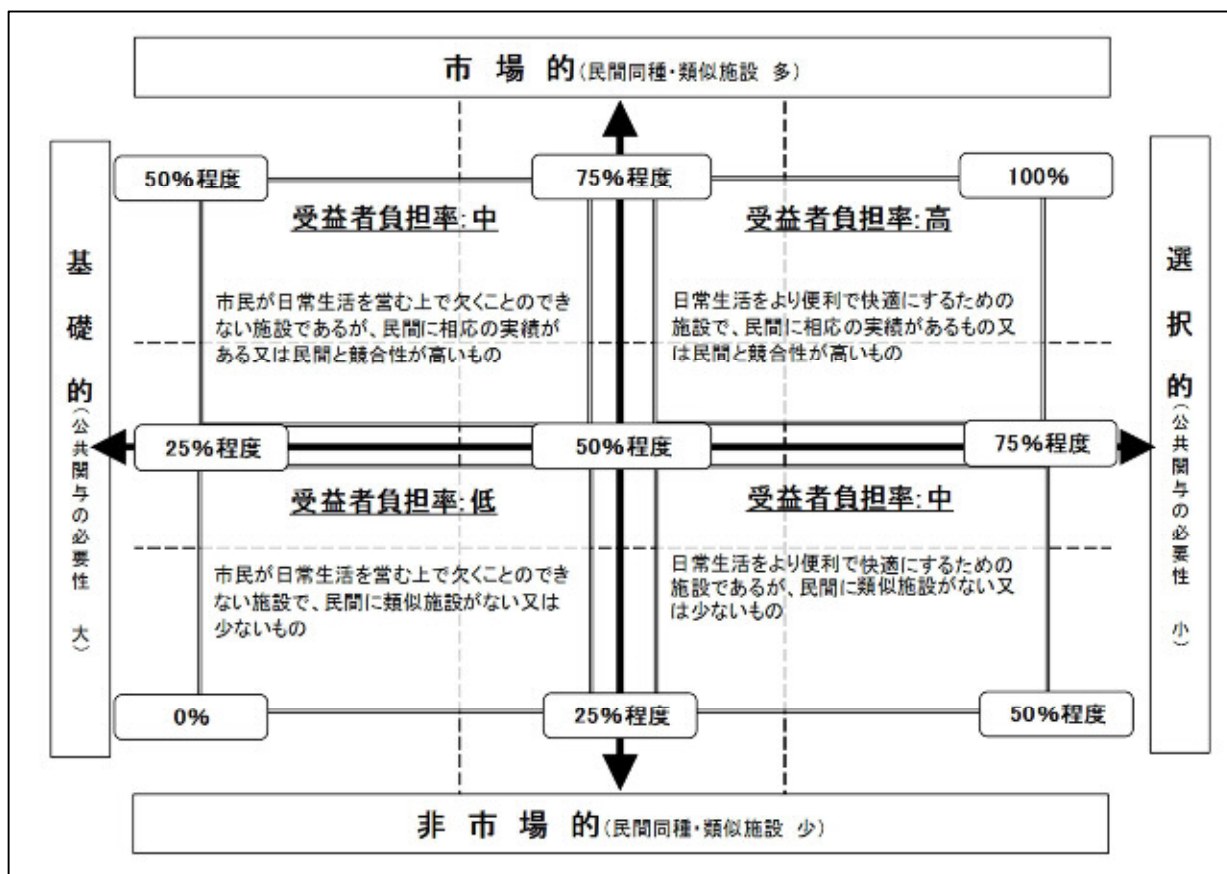 市場的(民間同種・類似施設 多)
基礎的(公共関与の必要性 大)
選択的(公共関与の必要性 小)
50%程度
75%程度
100%
受益者負担率:中
受益者負担率:高
市民が日常生活を営む上で欠くことのでき
ない施設であるが、民間に相応の実績が
ある又は民間と競合性が高いもの
日常生活をより便利で快適にするための
施設で、民間に相応の実績があるもの又
は民間と競合性が高いもの
25%程度
50%程度
75%程度
受益者負担率:低
受益者負担率:中
市民が日常生活を営む上で欠くことのでき
ない施設で、民間に類似施設がない又は
少ないもの
日常生活をより便利で快適にするための
施設であるが、民間に類似施設がない又
は少ないもの
0%
25%程度
50%程度
非市場的(民間同種・類似施設 少)